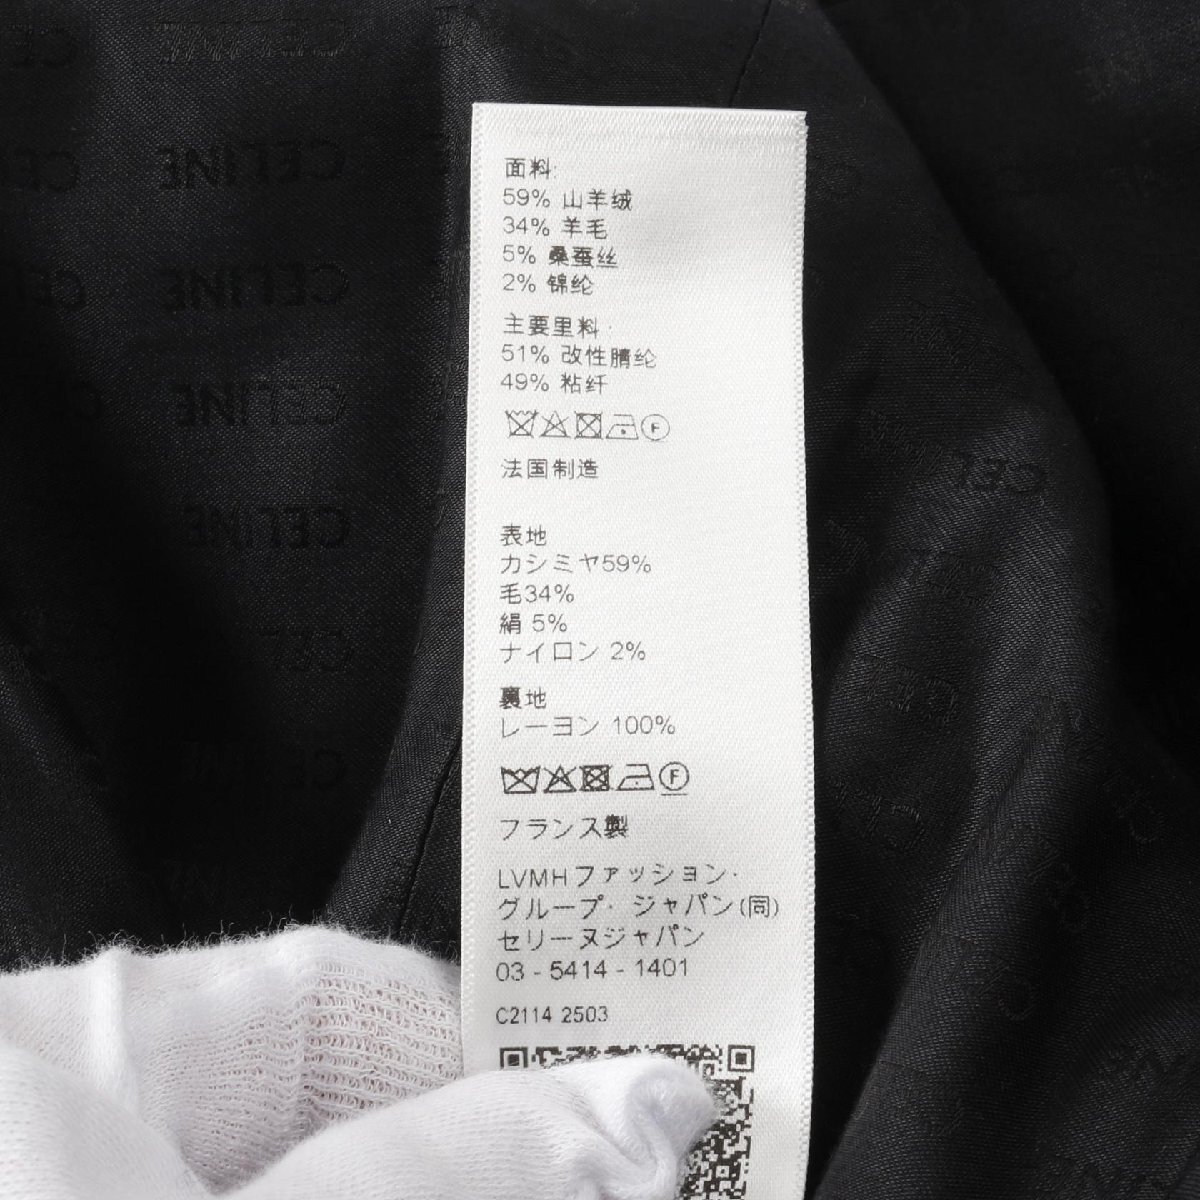 CELINE
CELINE
CELINE
CELINE
CELINE
面料:
59% 山羊绒
34% 羊毛
5% 桑蚕丝
2% 锦纶
主要里料:
51% 改性腈纶
49% 粘纤
F
法国制造
表地
カシミヤ59%
毛34%
絹 5%
ナイロン 2%
裏地
レーヨン 100%
F
フランス製
LVMHファッション・
グループ・ジャパン(同)
セリーヌジャパン
03 - 5414 - 1401
C2114 2503